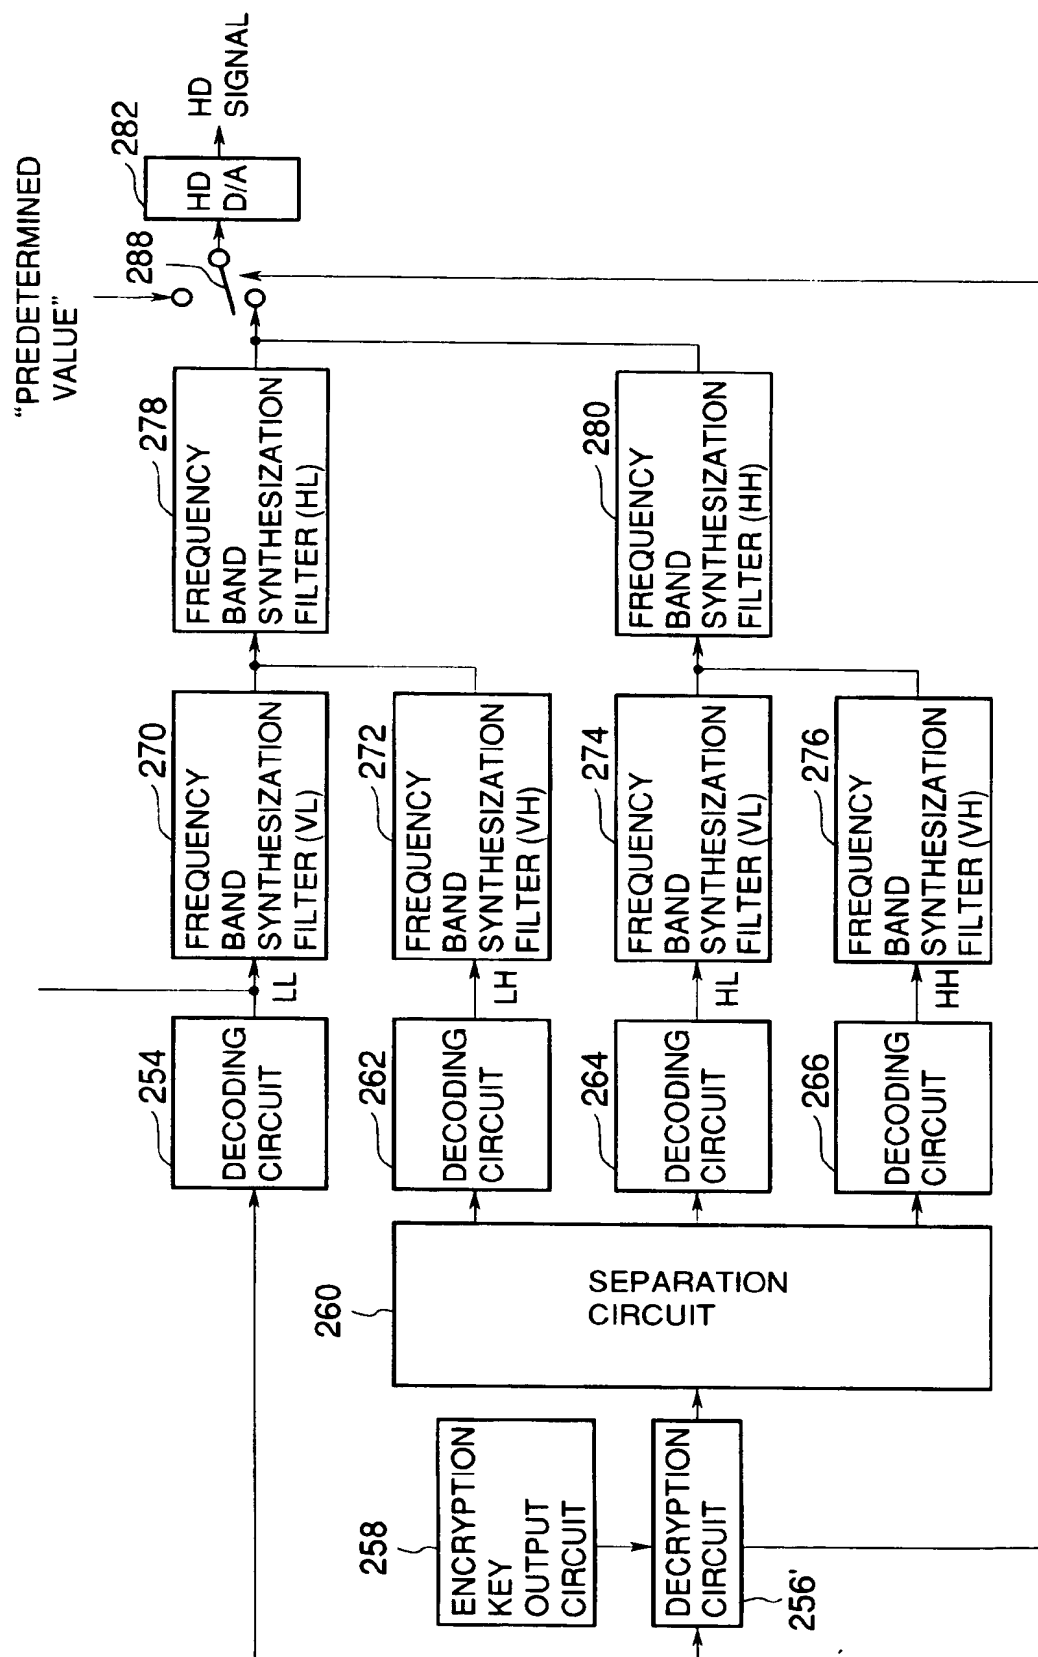 "PREDETERMINED
VALUE"
288
282
HD
D/A
HD
SIGNAL
278
FREQUENCY
BAND
SYNTHESIZATION
FILTER (HL)
280
FREQUENCY
BAND
SYNTHESIZATION
FILTER (HH)
270
FREQUENCY
BAND
SYNTHESIZATION
FILTER (VL)
272
FREQUENCY
BAND
SYNTHESIZATION
FILTER (VH)
274
FREQUENCY
BAND
SYNTHESIZATION
FILTER (VL)
276
FREQUENCY
BAND
SYNTHESIZATION
FILTER (VH)
LL
LH
HL
HH
254
DECODING
CIRCUIT
262
DECODING
CIRCUIT
264
DECODING
CIRCUIT
266
DECODING
CIRCUIT
260
SEPARATION
CIRCUIT
258
ENCRYPTION
KEY
OUTPUT
CIRCUIT
DECRYPTION
CIRCUIT
256'